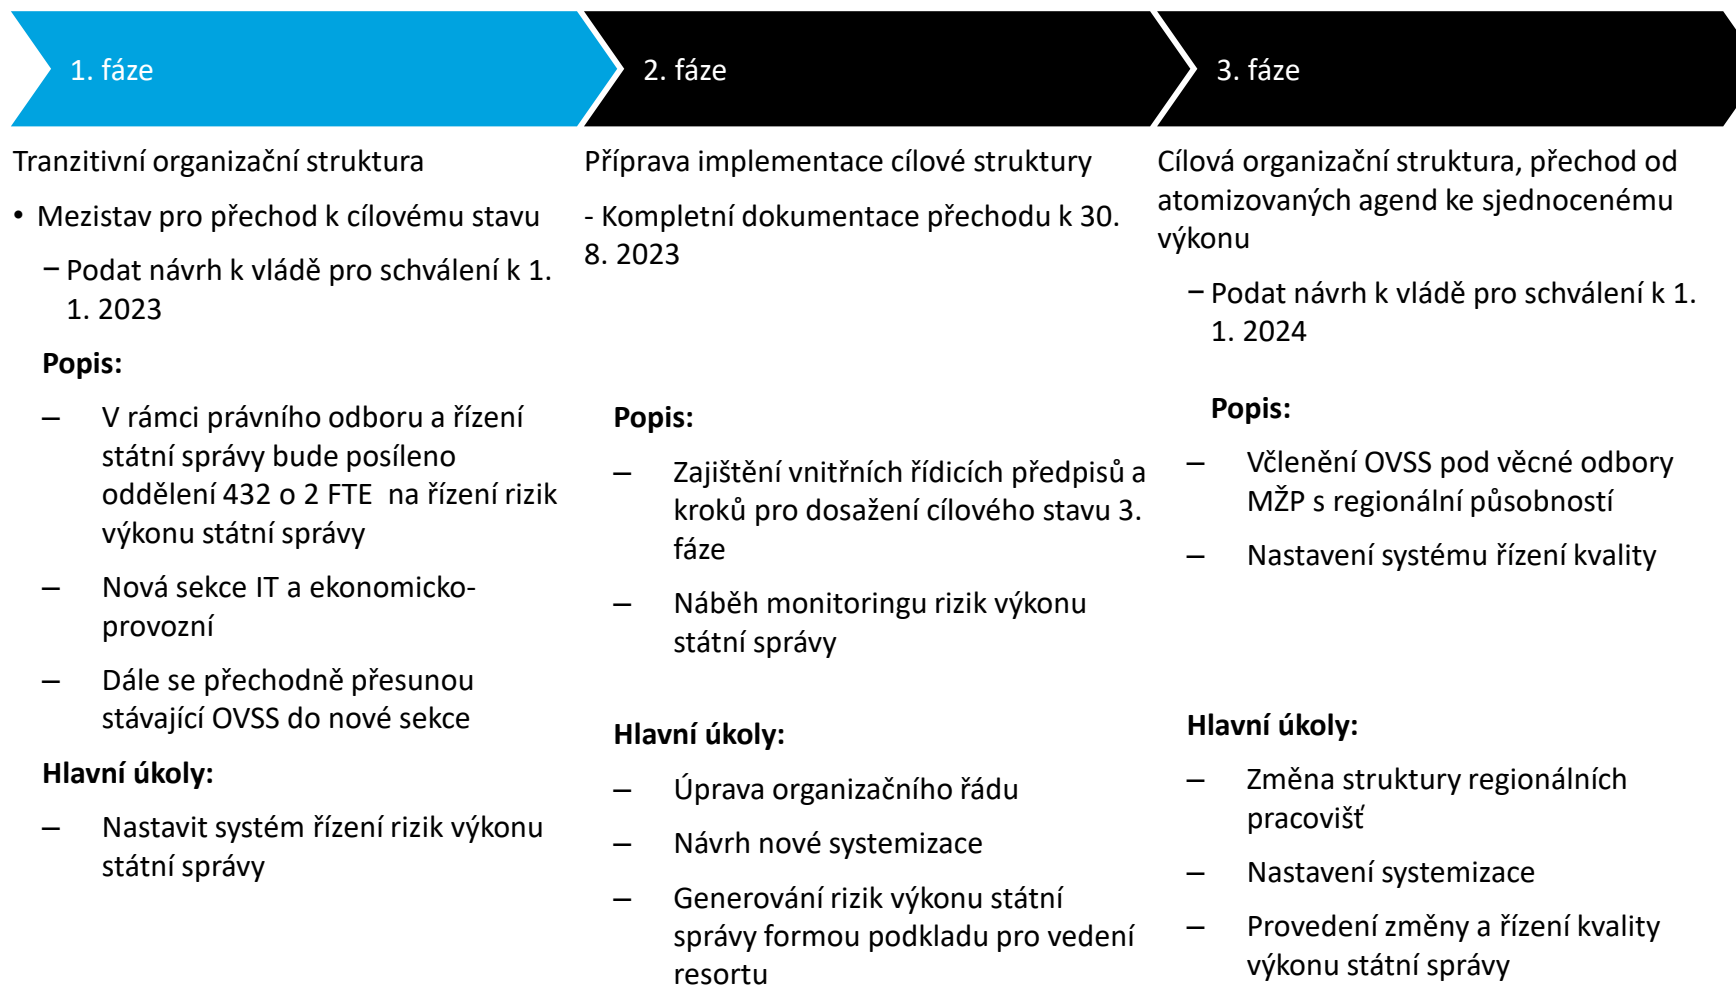 1. fáze
2. fáze
3. fáze
Tranzitivní organizační struktura
• Mezistav pro přechod k cílovému stavu
– Podat návrh k vládě pro schválení k 1.
1. 2023
Popis:
– V rámci právního odboru a řízení
státní správy bude posíleno
oddělení 432 o 2 FTE na řízení rizik
výkonu státní správy
– Nová sekce IT a ekonomicko-
provozní
– Dále se přechodně přesunou
stávající OVSS do nové sekce
Hlavní úkoly:
– Nastavit systém řízení rizik výkonu
státní správy
Příprava implementace cílové struktury
- Kompletní dokumentace přechodu k 30.
8. 2023
Popis:
– Zajištění vnitřních řídicích předpisů a
kroků pro dosažení cílového stavu 3.
fáze
– Náběh monitoringu rizik výkonu
státní správy
Hlavní úkoly:
– Úprava organizačního řádu
– Návrh nové systemizace
– Generování rizik výkonu státní
správy formou podkladu pro vedení
resortu
Cílová organizační struktura, přechod od
atomizovaných agend ke sjednocenému
výkonu
– Podat návrh k vládě pro schválení k 1.
1. 2024
Popis:
– Včlenění OVSS pod věcné odbory
MŽP s regionální působností
– Nastavení systému řízení kvality
Hlavní úkoly:
– Změna struktury regionálních
pracovišť
– Nastavení systemizace
– Provedení změny a řízení kvality
výkonu státní správy